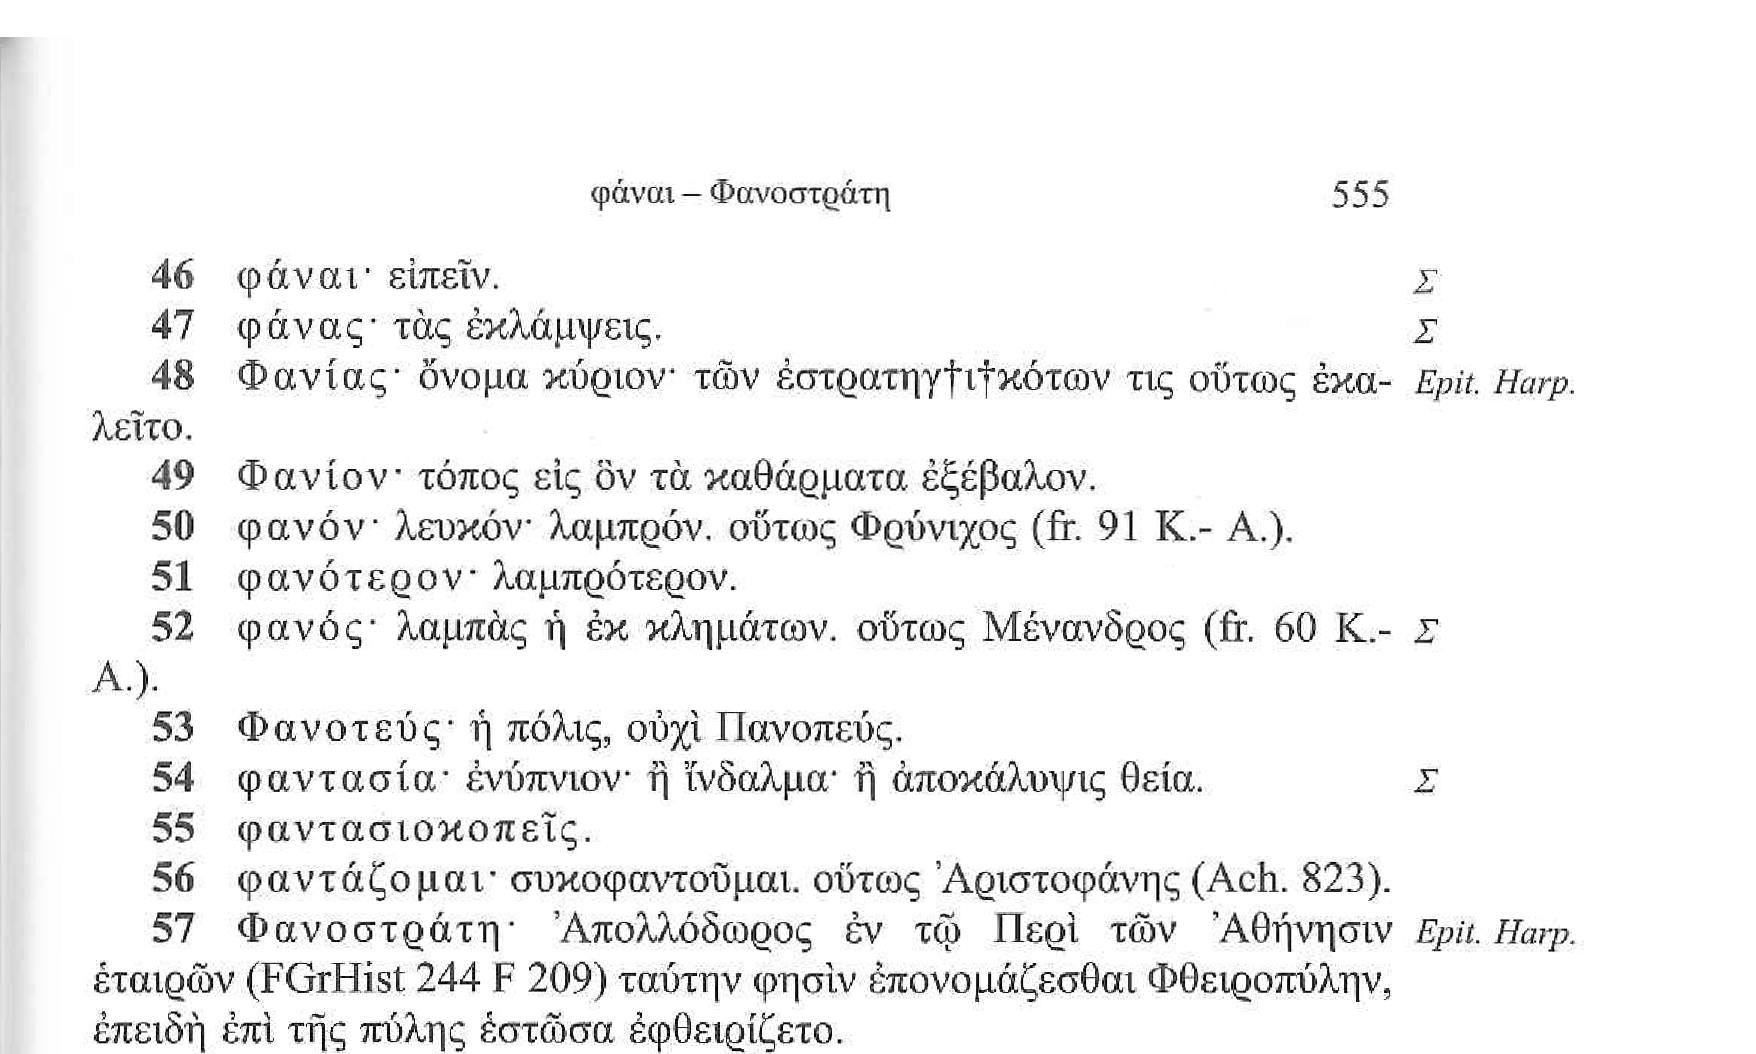 φάναι – Φανοστράτη 555
46 φάναι· εἰπεῖν. Σ
47 φάνας· τὰς ἐκλάμψεις. Σ
48 Φανίας· ὄνομα κύριον· τῶν ἐστρατηγ†ι†κότων τις οὕτως ἐκα- Epit. Harp.
λεῖτο.
49 Φανίον· τόπος εἰς ὃν τὰ καθάρματα ἐξέβαλον.
50 φανόν· λευκόν· λαμπρόν. οὕτως Φρύνιχος (fr. 91 K.- A.).
51 φανότερον· λαμπρότερον.
52 φανός· λαμπὰς ἡ ἐκ κλημάτων. οὕτως Μένανδρος (fr. 60 K.- Σ
A.).
53 Φανοτεύς· ἡ πόλις, οὐχὶ Πανοπεύς.
54 φαντασία· ἐνύπνιον· ἢ ἴνδαλμα· ἢ ἀποκάλυψις θεία. Σ
55 φαντασιοκοπεῖς.
56 φαντάζομαι· συκοφαντοῦμαι. οὕτως Ἀριστοφάνης (Ach. 823).
57 Φανοστράτη· Ἀπολλόδωρος ἐν τῷ Περὶ τῶν Ἀθήνησιν Epit. Harp.
ἑταιρῶν (FGrHist 244 F 209) ταύτην φησὶν ἐπονομάζεσθαι Φθειροπύλην,
ἐπειδὴ ἐπὶ τῆς πύλης ἑστῶσα ἐφθειρίζετο.